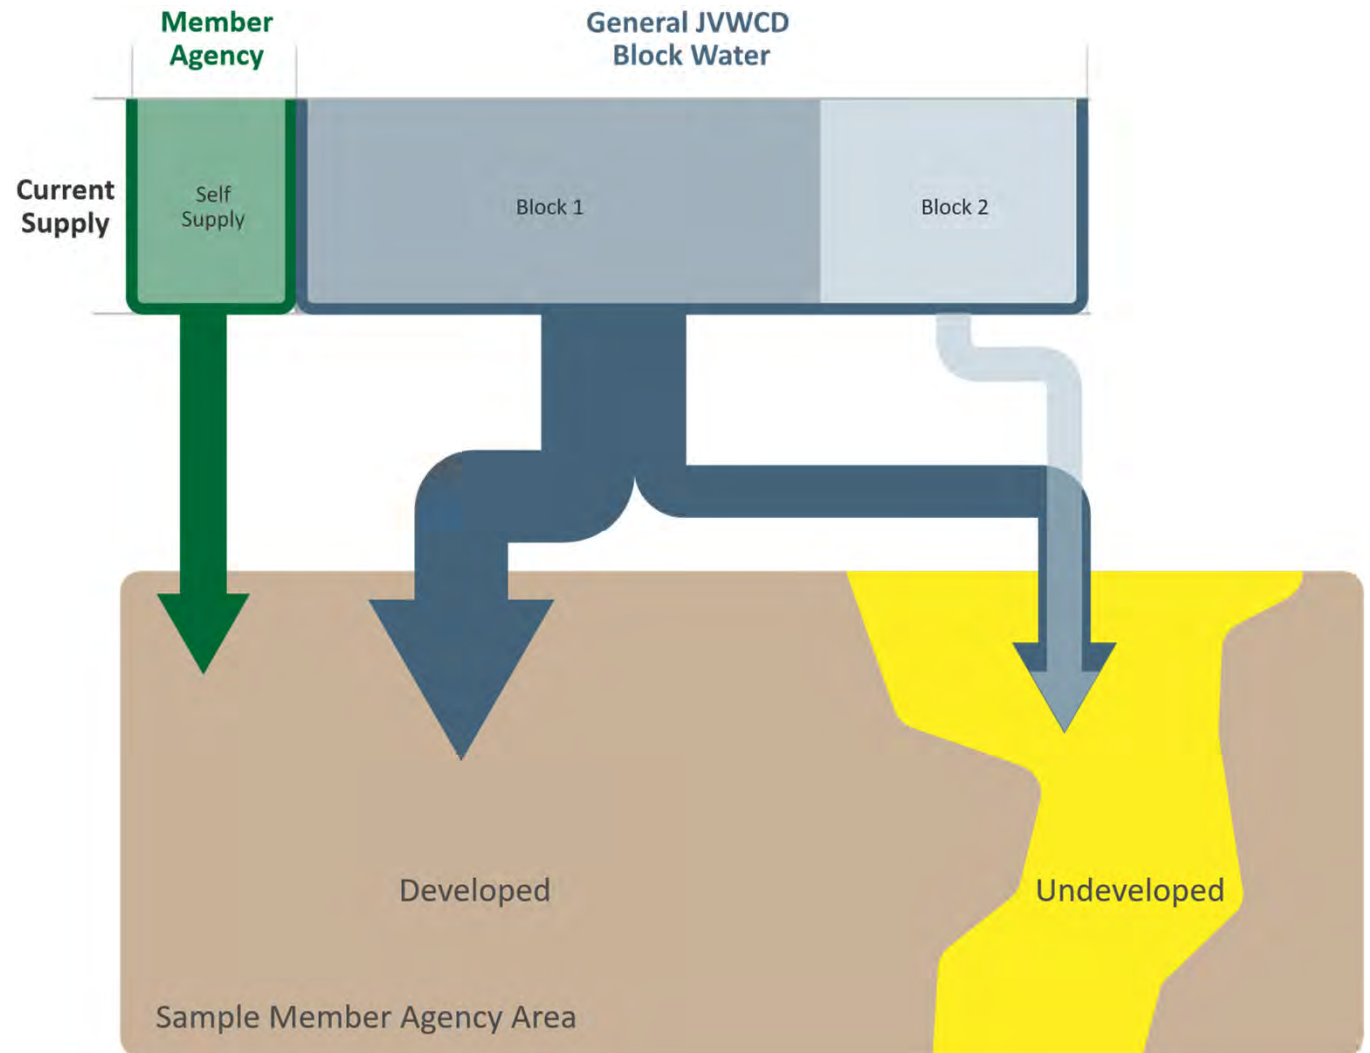 Member
Agency
General JVWCD
Block Water
Current
Supply
Self
Supply
Block 1
Block 2
Developed
Undeveloped
Sample Member Agency Area